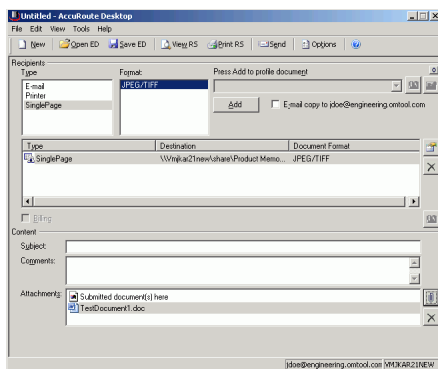 Untitled - AccuRoute Desktop
File Edit View Tools Help
New Open ED Save ED View RS Print RS Send Options
Recipients
Type Format Press Add to profile document
E-mail
Printer
SinglePage
JPEG/TIFF
Add E-mail copy to jdoe@engineering.omtool.com
Type Destination Document Format
SinglePage \\Vmjkar21new\share\Product Memo... JPEG/TIFF
Billing
Content
Subject:
Comments:
Attachments: Submitted document(s) here
TestDocument1.doc
jdoe@engineering.omtool.com VMJKAR21NEW